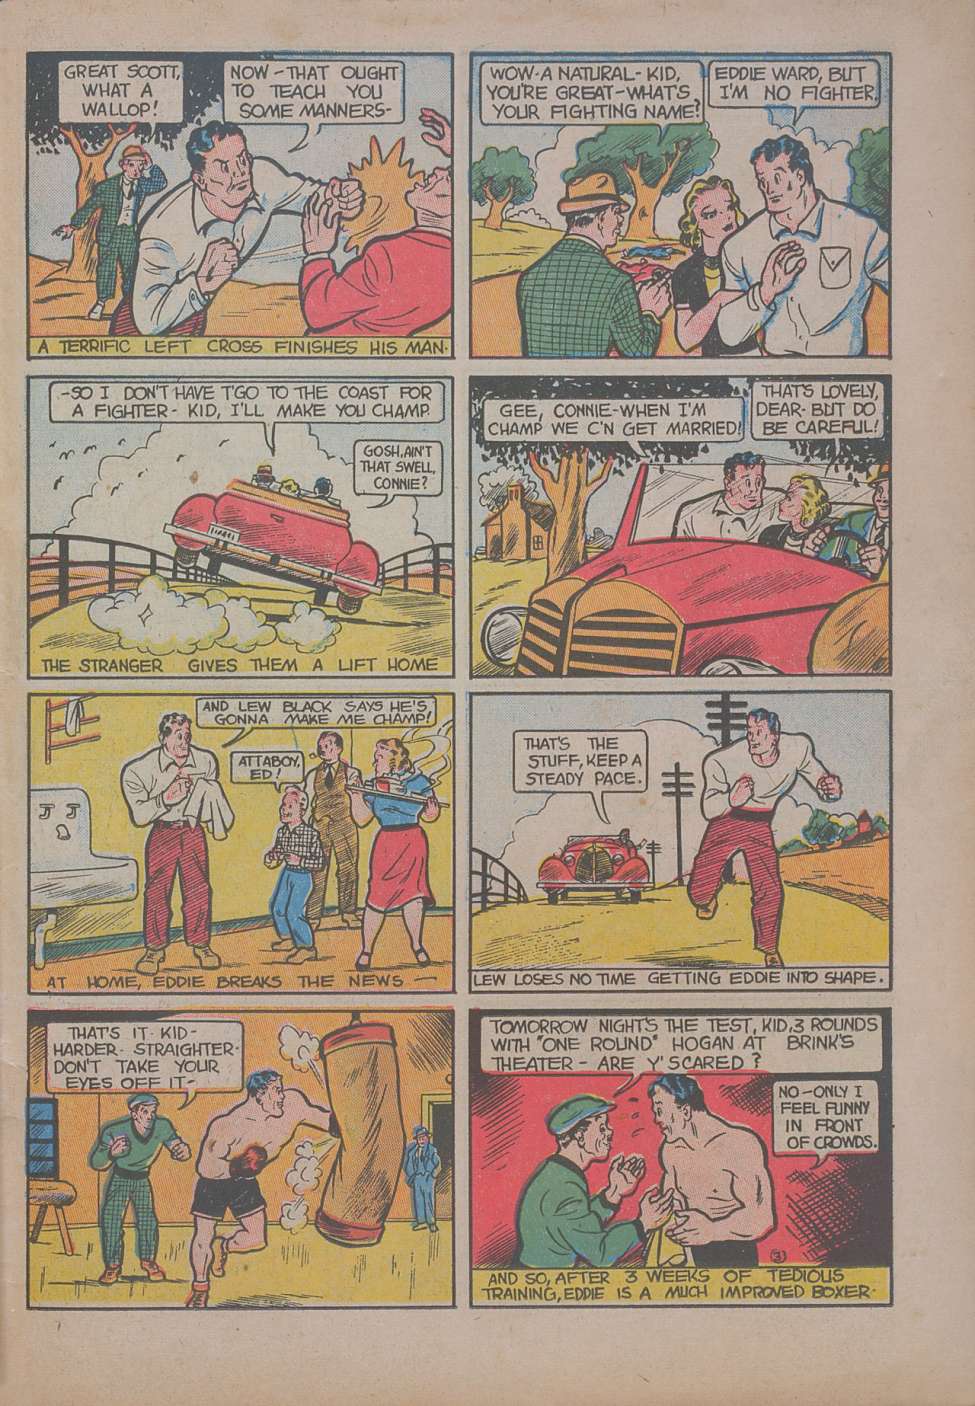 GREAT SCOTT,
WHAT A
WALLOP!
NOW - THAT OUGHT
TO TEACH YOU
SOME MANNERS-
A TERRIFIC LEFT CROSS FINISHES HIS MAN.
WOW-A NATURAL-KID,
YOU'RE GREAT-WHAT'S
YOUR FIGHTING NAME?
EDDIE WARD, BUT
I'M NO FIGHTER.
-SO I DON'T HAVE T'GO TO THE COAST FOR
A FIGHTER- KID, I'LL MAKE YOU CHAMP.
GOSH, AIN'T
THAT SWELL,
CONNIE?
THE STRANGER GIVES THEM A LIFT HOME
GEE, CONNIE-WHEN I'M
CHAMP WE C'N GET MARRIED!
THAT'S LOVELY,
DEAR-BUT DO
BE CAREFUL!
AND LEW BLACK SAYS HE'S
GONNA MAKE ME CHAMP!
ATTABOY,
ED!
AT HOME, EDDIE BREAKS THE NEWS —
THAT'S THE
STUFF, KEEP A
STEADY PACE.
LEW LOSES NO TIME GETTING EDDIE INTO SHAPE.
THAT'S IT- KID-
HARDER- STRAIGHTER-
DON'T TAKE YOUR
EYES OFF IT-
TOMORROW NIGHT'S THE TEST, KID, 3 ROUNDS
WITH "ONE ROUND" HOGAN AT BRINK'S
THEATER - ARE Y' SCARED?
NO-ONLY I
FEEL FUNNY
IN FRONT
OF CROWDS.
(3)
AND SO, AFTER 3 WEEKS OF TEDIOUS
TRAINING, EDDIE IS A MUCH IMPROVED BOXER-